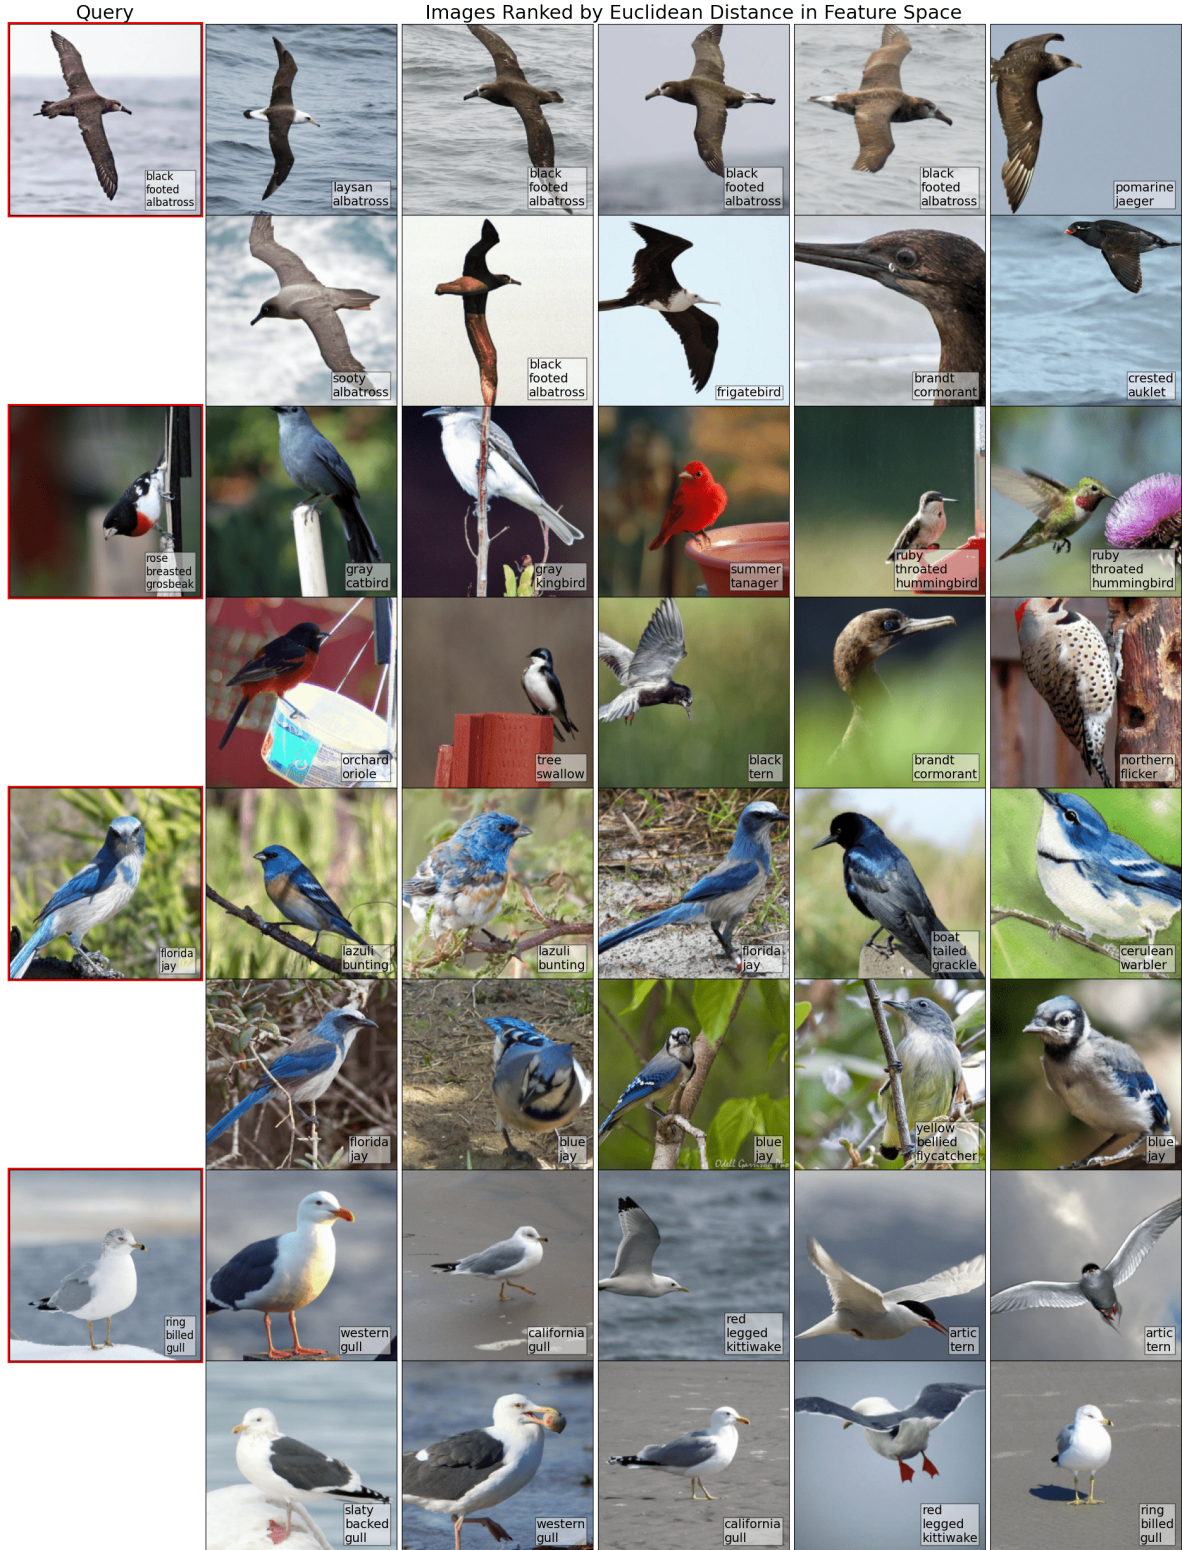 Query
Images Ranked by Euclidean Distance in Feature Space
black
footed
albatross
laysan
albatross
black
footed
albatross
black
footed
albatross
black
footed
albatross
pomarine
jaeger
sooty
albatross
black
footed
albatross
frigatebird
brandt
cormorant
crested
auklet
rose
breasted
grosbeak
gray
catbird
gray
kingbird
summer
tanager
ruby
throated
hummingbird
ruby
throated
hummingbird
orchard
oriole
tree
swallow
black
tern
brandt
cormorant
northern
flicker
florida
jay
lazuli
bunting
lazuli
bunting
florida
jay
boat
tailed
grackle
cerulean
warbler
florida
jay
blue
jay
blue
jay
yellow
bellied
flycatcher
blue
jay
ring
billed
gull
western
gull
california
gull
red
legged
kittiwake
artic
tern
artic
tern
slaty
backed
gull
western
gull
california
gull
red
legged
kittiwake
ring
billed
gull